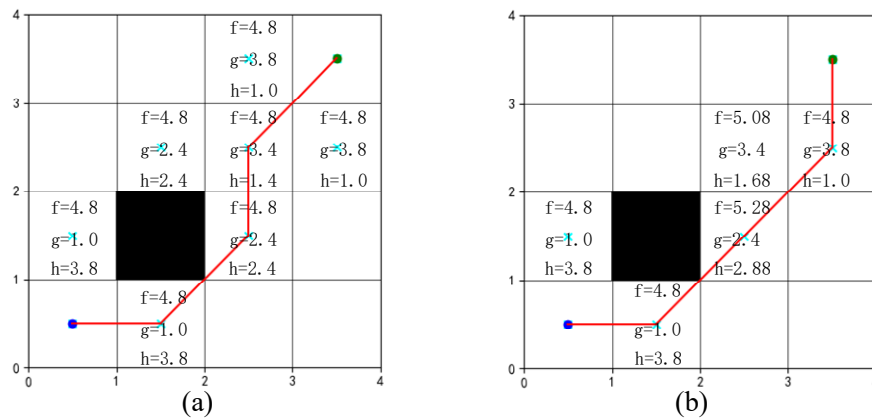 4
f=4.8
g=3.8
h=1.0
3
f=4.8
f=4.8
f=4.8
g=2.4
g=3.4
g=3.8
h=2.4
h=1.4
h=1.0
2
f=4.8
f=4.8
g=1.0
g=2.4
h=3.8
h=2.4
1
f=4.8
g=1.0
h=3.8
0
0
1
2
3
4
(a)
4
3
f=5.08
f=4.8
g=3.4
g=3.8
h=1.68
h=1.0
2
f=4.8
f=5.28
g=1.0
g=2.4
h=3.8
h=2.88
1
f=4.8
g=1.0
h=3.8
0
0
1
2
3
(b)